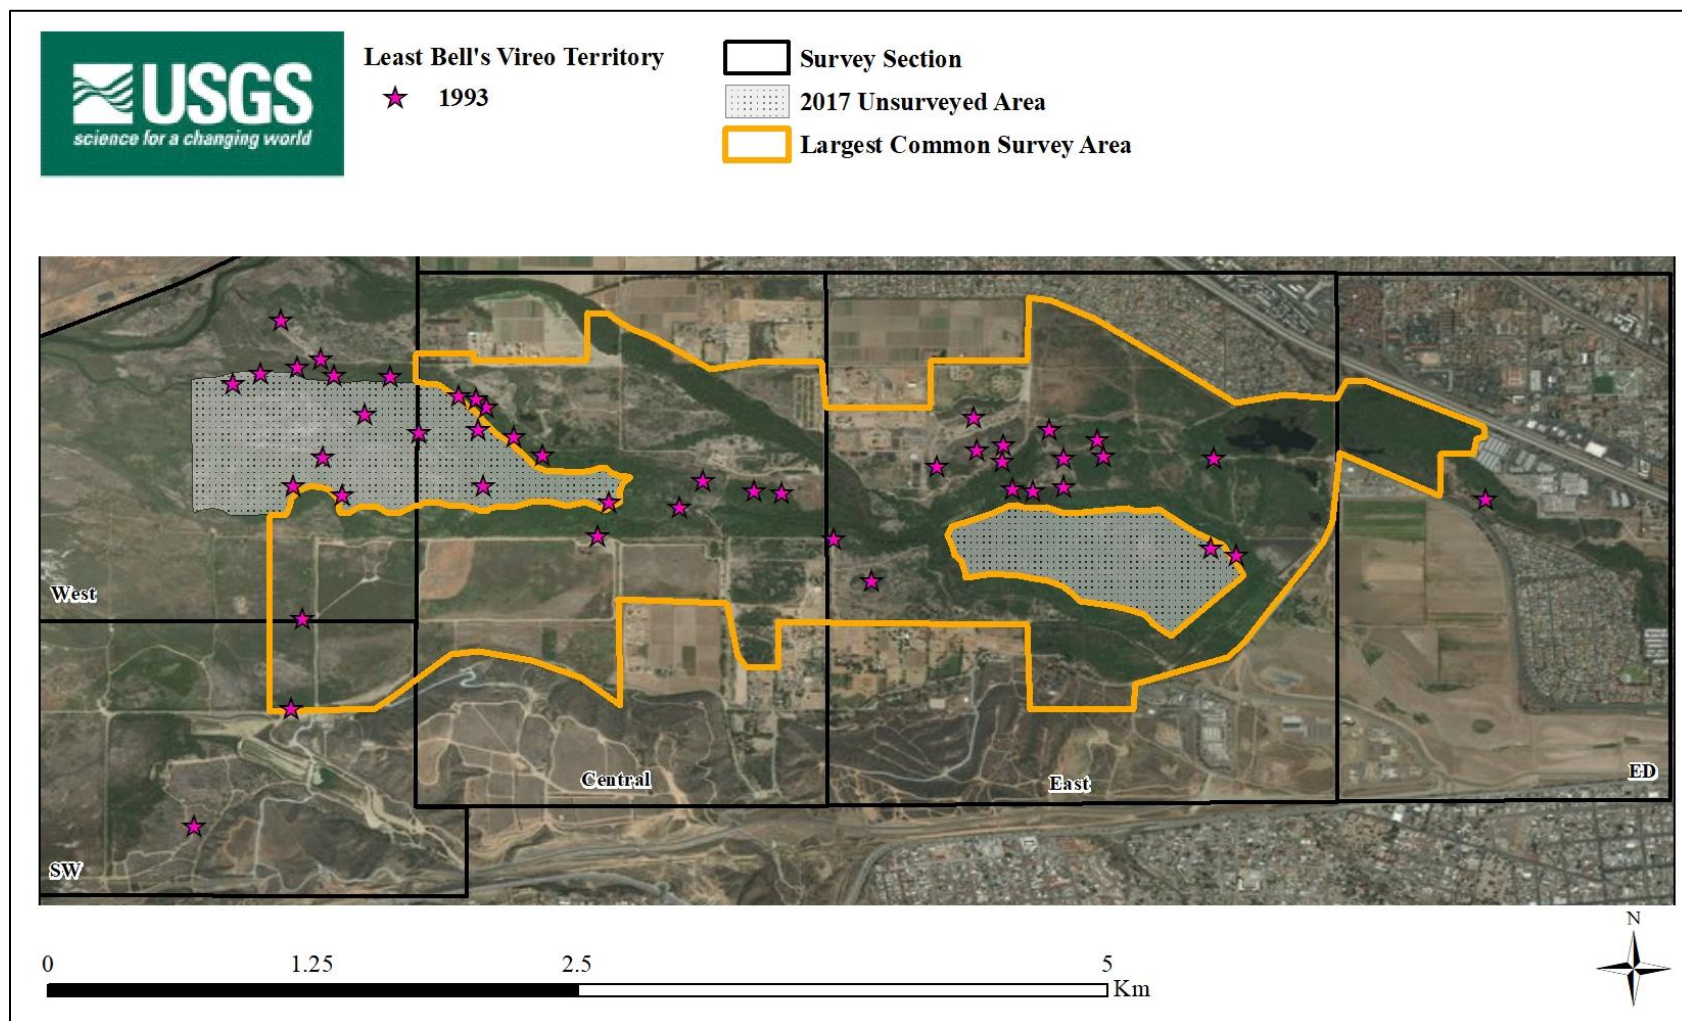 USGS
science for a changing world
Least Bell's Vireo Territory
1993
Survey Section
2017 Unsurveyed Area
Largest Common Survey Area
West
Central
East
ED
SW
N
0 1.25 2.5 5
Km